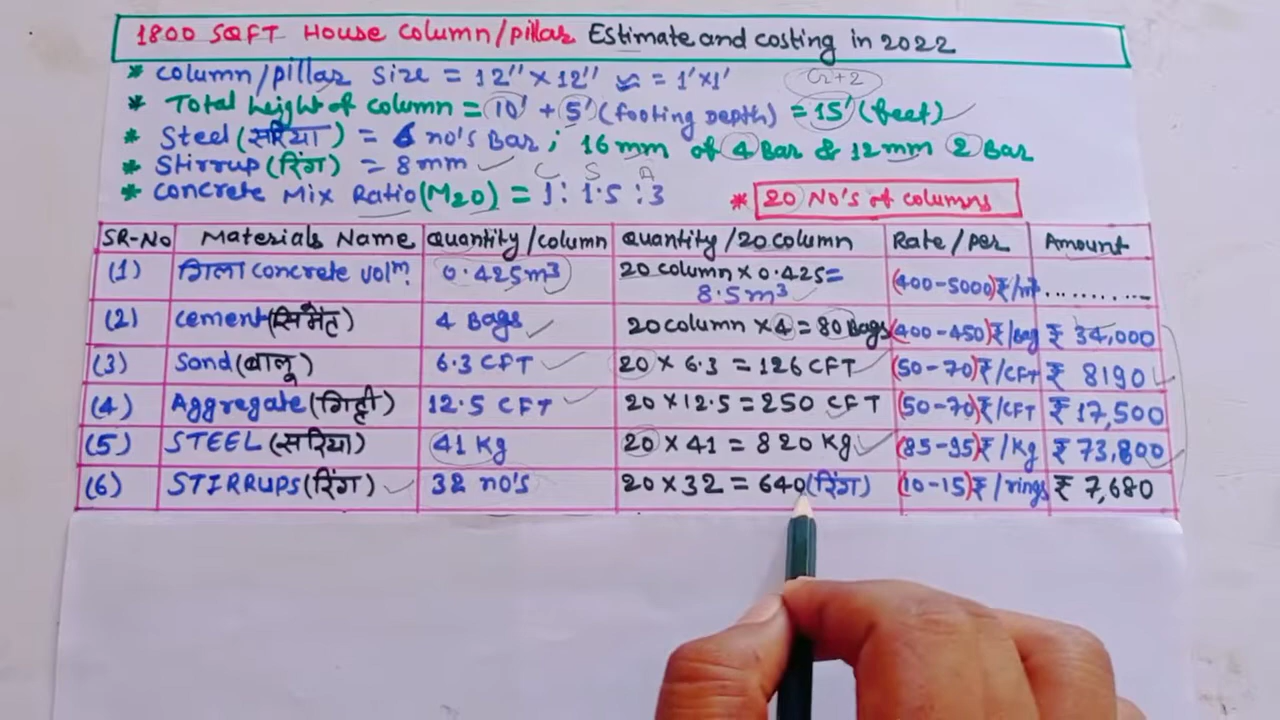 1800 SQFT House Column/pillar Estimate and costing in 2022
* Column/pillar Size = 12" x 12" ≈ = 1' x 1'
* Total height of column = 10' + 5' (footing Depth) = 15' (feet)
* Steel (सरिया) = 6 no's Bar ; 16 mm of 4 Bar & 12 mm 2 Bar
* Stirrup (रिंग) = 8 mm
C S A
* Concrete Mix Ratio (M20) = 1 : 1.5 : 3 * 20 No's of columns
SR-No Materials Name Quantity/column Quantity/20 column Rate/per Amount
(1) गिला concrete volm. 0.425m³ 20 column x 0.425 = 8.5m³ (400-5000)₹/m³ ..........
(2) cement (सिमेंट) 4 Bags 20 column x 4 = 80 Bags (400-450)₹/bag ₹ 34,000
(3) Sand (बालू) 6.3 CFT 20 x 6.3 = 126 CFT (50-70)₹/CFT ₹ 8190
(4) Aggregate (गिट्टी) 12.5 CFT 20 x 12.5 = 250 CFT (50-70)₹/CFT ₹ 17,500
(5) STEEL (सरिया) 41 Kg 20 x 41 = 820 Kg (85-95)₹/Kg ₹ 73,800
(6) STIRRUPS (रिंग) 32 no's 20 x 32 = 640 (रिंग) (10-15)₹/rings ₹ 7,680